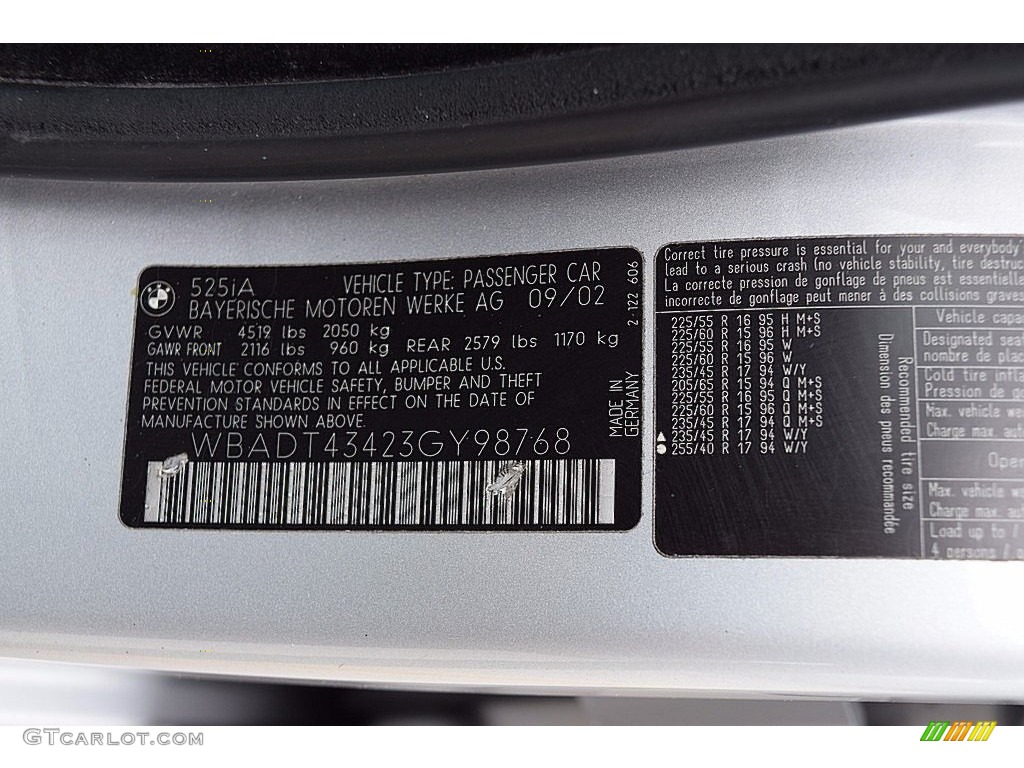 525iA VEHICLE TYPE: PASSENGER CAR
BAYERISCHE MOTOREN WERKE AG 09/02
GVWR 4519 lbs 2050 kg
GAWR FRONT 2116 lbs 960 kg REAR 2579 lbs 1170 kg
THIS VEHICLE CONFORMS TO ALL APPLICABLE U.S.
FEDERAL MOTOR VEHICLE SAFETY, BUMPER AND THEFT
PREVENTION STANDARDS IN EFFECT ON THE DATE OF
MANUFACTURE SHOWN ABOVE.
WBADT43423GY98768
2-122 606
MADE IN
GERMANY
Correct tire pressure is essential for your and everybody
lead to a serious crash (no vehicle stability, tire destruc
La correcte pression de gonflage des pneus est essentielle
incorrecte de gonflage peut mener à des collisions graves
225/55 R 16 95 H M+S
225/60 R 15 96 H M+S
225/55 R 16 95 W
225/60 R 15 96 W
235/45 R 17 94 W/Y
205/65 R 15 94 Q M+S
225/55 R 16 95 Q M+S
225/60 R 15 96 Q M+S
235/45 R 17 94 Q M+S
235/45 R 17 94 W/Y
255/40 R 17 94 W/Y
Recommended tire size
Dimension des pneus recommandée
Vehicle capa
Designated seat
nombre de plac
Cold tire infla
Pression de go
Max. vehicle we
Charge max. au
Oper
Max. vehicle w
Charge max. aut
Load up to
4 persons /
GTCARLOT.COM